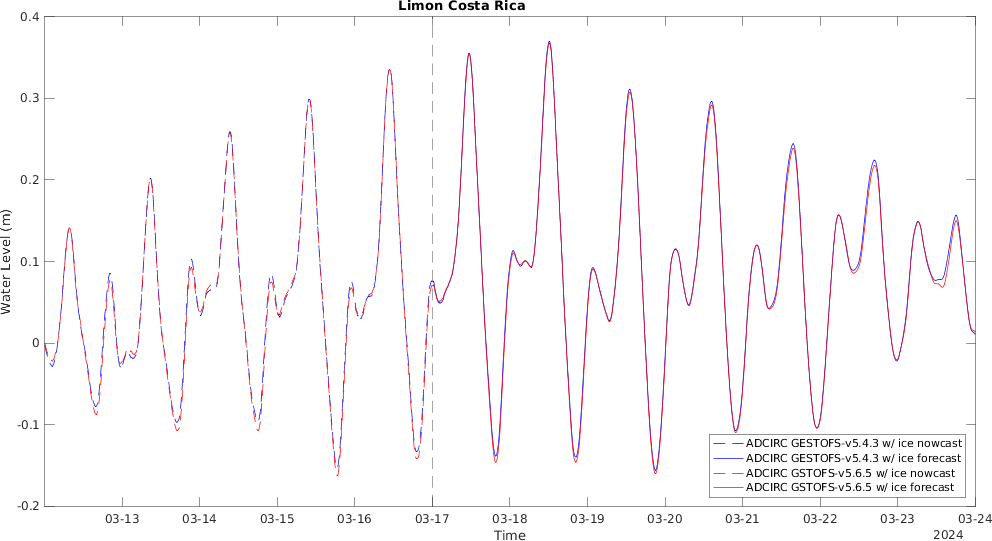 Limon Costa Rica
0.4
0.3
0.2
0.1
0
-0.1
-0.2
Water Level (m)
ADCIRC GESTOFS-v5.4.3 w/ ice nowcast
ADCIRC GESTOFS-v5.4.3 w/ ice forecast
ADCIRC GSTOFS-v5.6.5 w/ ice nowcast
ADCIRC GSTOFS-v5.6.5 w/ ice forecast
03-13 03-14 03-15 03-16 03-17 03-18 03-19 03-20 03-21 03-22 03-23 03-24
Time
2024